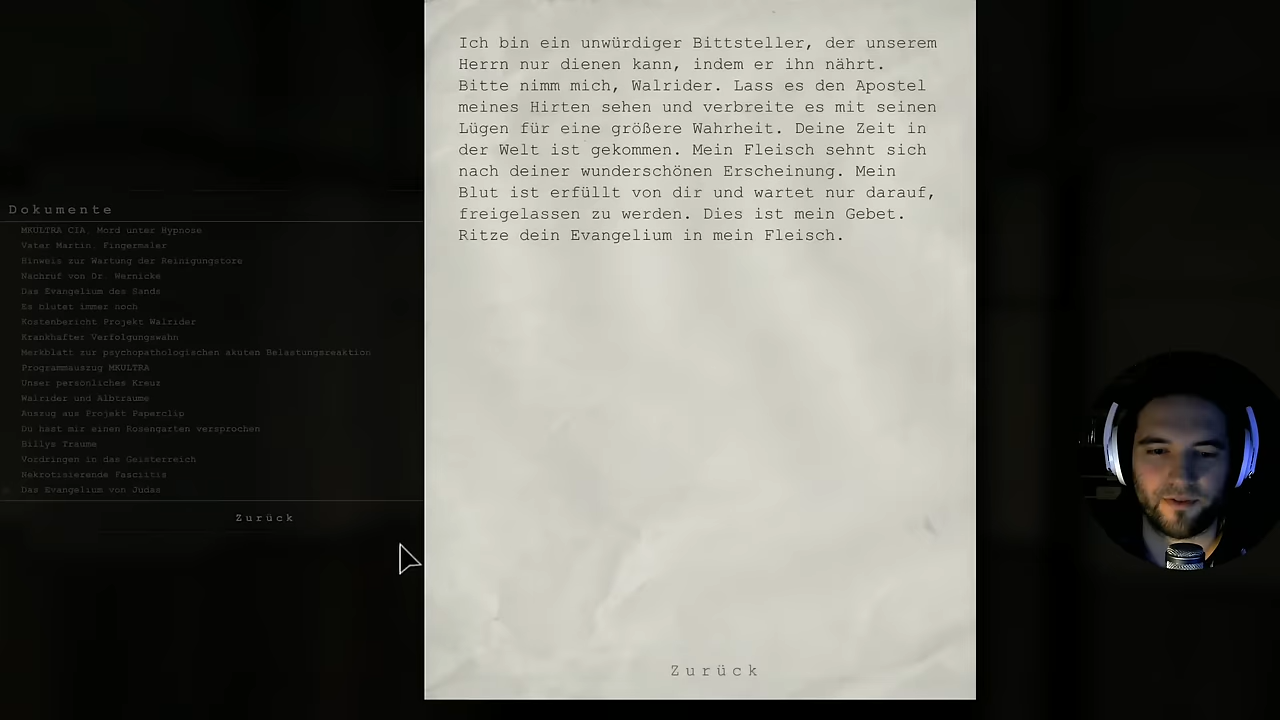 Ich bin ein unwürdiger Bittsteller, der unserem
Herrn nur dienen kann, indem er ihn nährt.
Bitte nimm mich, Walrider. Lass es den Apostel
meines Hirten sehen und verbreite es mit seinen
Lügen für eine größere Wahrheit. Deine Zeit in
der Welt ist gekommen. Mein Fleisch sehnt sich
nach deiner wunderschönen Erscheinung. Mein
Blut ist erfüllt von dir und wartet nur darauf,
freigelassen zu werden. Dies ist mein Gebet.
Ritze dein Evangelium in mein Fleisch.
Zurück
Dokumente
MKULTRA CIA, Mord unter Hypnose
Vater Martin, Fingermaler
Hinweis zur Wartung der Reinigungstore
Nachruf von Dr. Wernicke
Das Evangelium des Sands
Es blutet immer noch
Kostenbericht Projekt Walrider
Krankhafter Verfolgungswahn
Merkblatt zur psychopathologischen akuten Belastungsreaktion
Programmauszug MKULTRA
Unser persönliches Kreuz
Walrider und Albträume
Auszug aus Projekt Paperclip
Du hast mir einen Rosengarten versprochen
Billys Träume
Vordringen in das Geisterreich
Nekrotisierende Fasciitis
Das Evangelium von Judas
Zurück